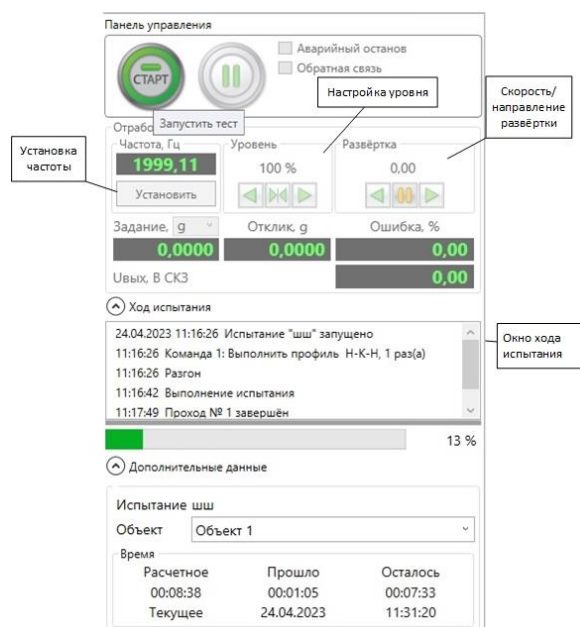 Панель управления
СТАРТ
Аварийный останов
Обратная связь
Запустить тест
Настройка уровня
Скорость/
направление
развёртки
Установка
частоты
Отрабо
Частота, Гц
Уровень
Развёртка
1999,11
100 %
0,00
Установить
Задание, g
Отклик, g
Ошибка, %
0,0000
0,0000
0,00
Uвых, В СКЗ
0,00
Ход испытания
24.04.2023 11:16:26 Испытание "шш" запущено
11:16:26 Команда 1: Выполнить профиль Н-К-Н, 1 раз(а)
11:16:26 Разгон
11:16:42 Выполнение испытания
11:17:49 Проход № 1 завершён
Окно хода
испытания
13 %
Дополнительные данные
Испытание шш
Объект Объект 1
Время
Расчетное Прошло Осталось
00:08:38 00:01:05 00:07:33
Текущее 24.04.2023 11:31:20